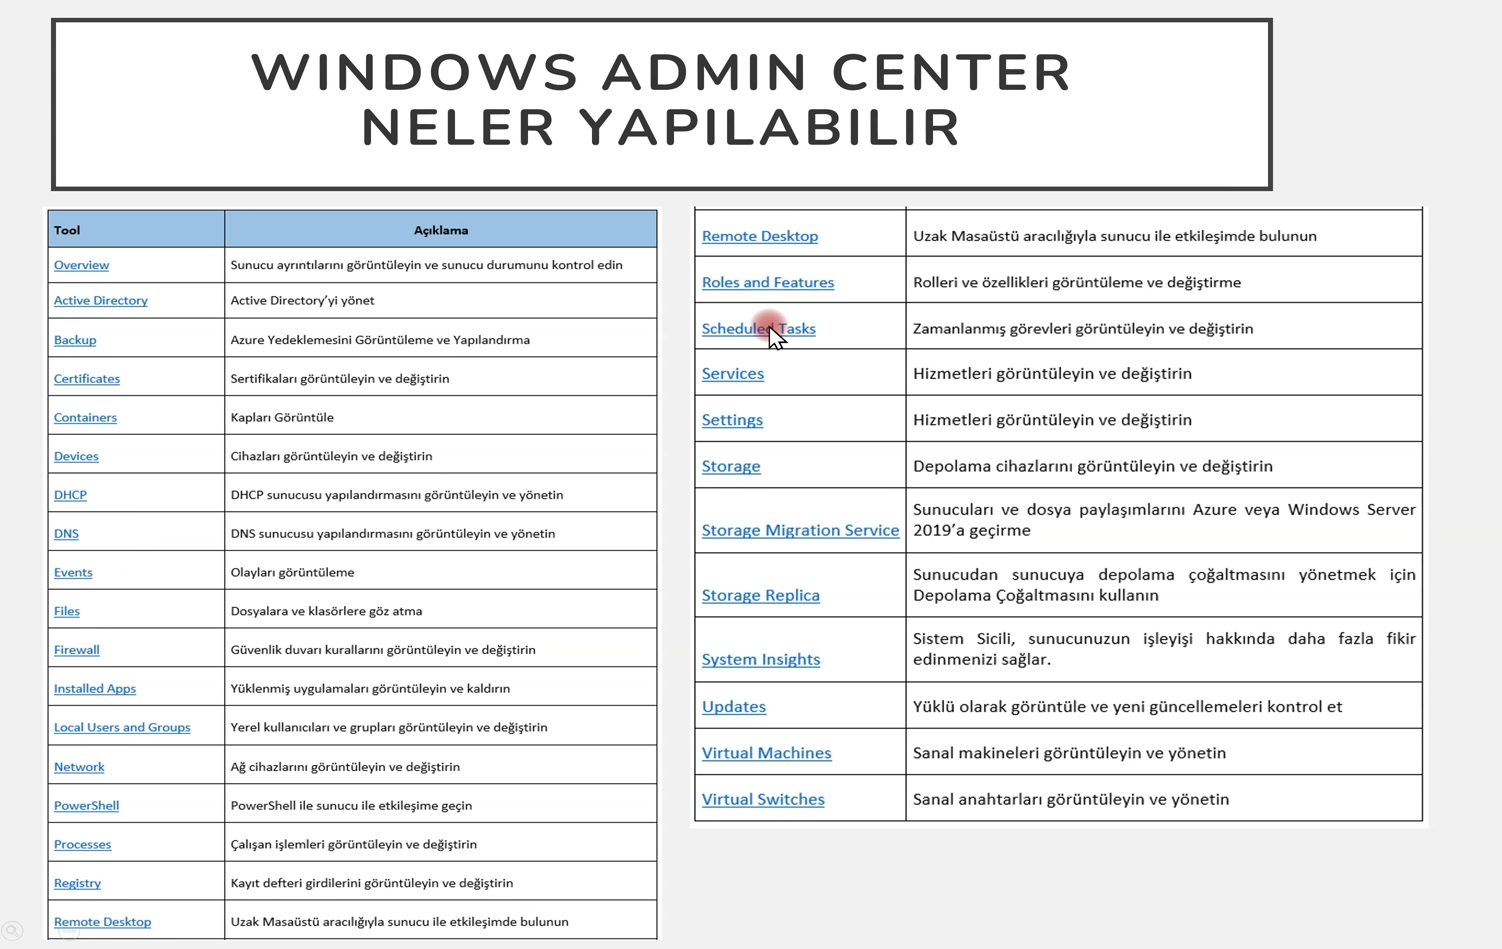 WINDOWS ADMIN CENTER
NELER YAPILABILIR
Tool Açıklama
Overview Sunucu ayrıntılarını görüntüleyin ve sunucu durumunu kontrol edin
Active Directory Active Directory’yi yönet
Backup Azure Yedeklemesini Görüntüleme ve Yapılandırma
Certificates Sertifikaları görüntüleyin ve değiştirin
Containers Kapları Görüntüle
Devices Cihazları görüntüleyin ve değiştirin
DHCP DHCP sunucusu yapılandırmasını görüntüleyin ve yönetin
DNS DNS sunucusu yapılandırmasını görüntüleyin ve yönetin
Events Olayları görüntüleme
Files Dosyalara ve klasörlere göz atma
Firewall Güvenlik duvarı kurallarını görüntüleyin ve değiştirin
Installed Apps Yüklenmiş uygulamaları görüntüleyin ve kaldırın
Local Users and Groups Yerel kullanıcıları ve grupları görüntüleyin ve değiştirin
Network Ağ cihazlarını görüntüleyin ve değiştirin
PowerShell PowerShell ile sunucu ile etkileşime geçin
Processes Çalışan işlemleri görüntüleyin ve değiştirin
Registry Kayıt defteri girdilerini görüntüleyin ve değiştirin
Remote Desktop Uzak Masaüstü aracılığıyla sunucu ile etkileşimde bulunun
Remote Desktop Uzak Masaüstü aracılığıyla sunucu ile etkileşimde bulunun
Roles and Features Rolleri ve özellikleri görüntüleme ve değiştirme
Scheduled Tasks Zamanlanmış görevleri görüntüleyin ve değiştirin
Services Hizmetleri görüntüleyin ve değiştirin
Settings Hizmetleri görüntüleyin ve değiştirin
Storage Depolama cihazlarını görüntüleyin ve değiştirin
Storage Migration Service Sunucuları ve dosya paylaşımlarını Azure veya Windows Server
2019’a geçirme
Storage Replica Sunucudan sunucuya depolama çoğaltmasını yönetmek için
Depolama Çoğaltmasını kullanın
System Insights Sistem Sicili, sunucunuzun işleyişi hakkında daha fazla fikir
edinmenizi sağlar.
Updates Yüklü olarak görüntüle ve yeni güncellemeleri kontrol et
Virtual Machines Sanal makineleri görüntüleyin ve yönetin
Virtual Switches Sanal anahtarları görüntüleyin ve yönetin